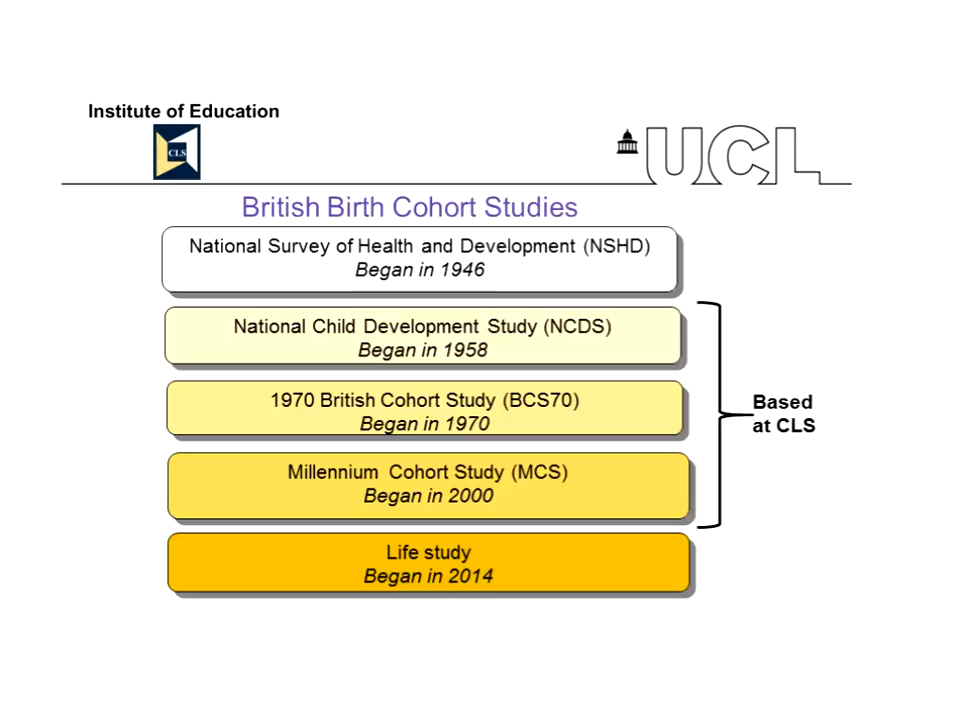 Institute of Education
CLS
UCL
British Birth Cohort Studies
National Survey of Health and Development (NSHD)
Began in 1946
National Child Development Study (NCDS)
Began in 1958
1970 British Cohort Study (BCS70)
Began in 1970
Based
at CLS
Millennium Cohort Study (MCS)
Began in 2000
Life study
Began in 2014